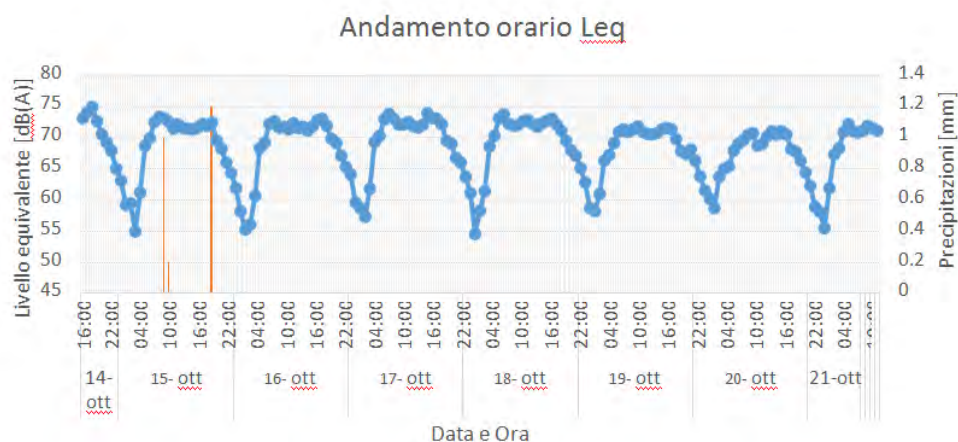 Andamento orario Leq
Livello equivalente [dB(A)]
80
75
70
65
60
55
50
45
1.4
1.2
1
0.8
0.6
0.4
0.2
0
Precipitazioni [mm]
16:00 22:00 04:00 10:00 16:00 22:00 04:00 10:00 16:00 22:00 04:00 10:00 16:00 22:00 04:00 10:00 16:00 22:00 04:00 10:00 16:00 22:00 04:00 10:00 16:00 22:00 04:00
14-ott 15- ott 16- ott 17- ott 18- ott 19- ott 20- ott 21-ott
Data e Ora